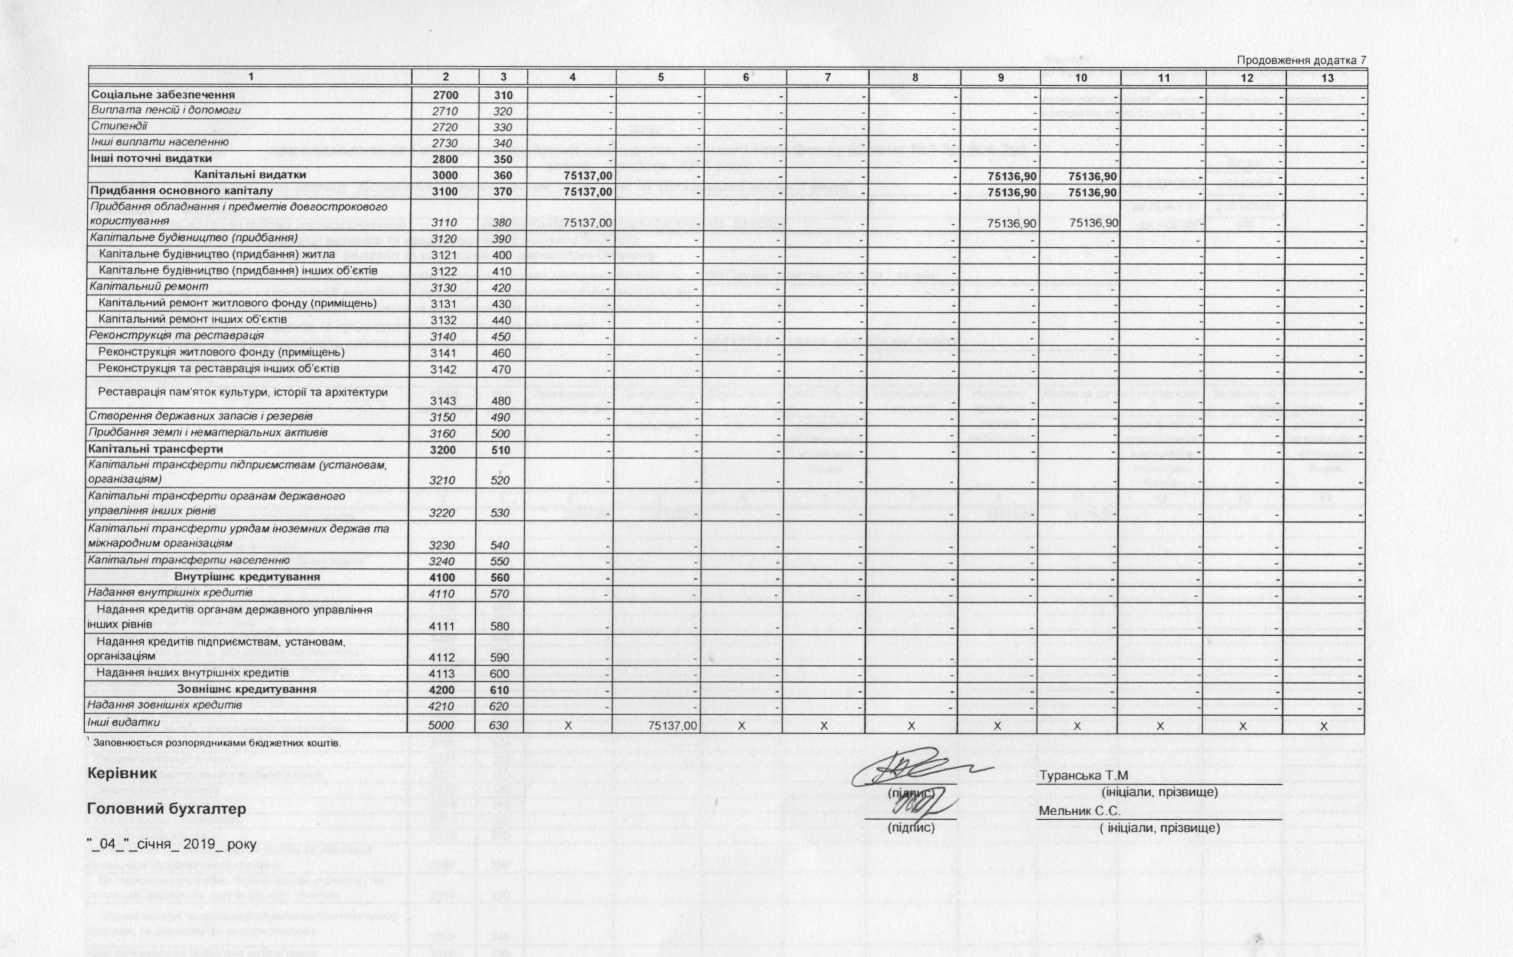 Продовження додатка 7
1 2 3 4 5 6 7 8 9 10 11 12 13
Соціальне забезпечення 2700 310 - - - - - - - - - -
Виплата пенсій і допомоги 2710 320 - - - - - - - - - -
Стипендії 2720 330 - - - - - - - - - -
Інші виплати населенню 2730 340 - - - - - - - - - -
Інші поточні видатки 2800 350 - - - - - - - - - -
Капітальні видатки 3000 360 75137,00 - - - - 75136,90 75136,90 - - -
Придбання основного капіталу 3100 370 75137,00 - - - - 75136,90 75136,90 - - -
Придбання обладнання і предметів довгострокового
користування 3110 380 75137,00 - - - - 75136,90 75136,90 - - -
Капітальне будівництво (придбання) 3120 390 - - - - - - - - - -
Капітальне будівництво (придбання) житла 3121 400 - - - - - - - - - -
Капітальне будівництво (придбання) інших об'єктів 3122 410 - - - - - - - - - -
Капітальний ремонт 3130 420 - - - - - - - - - -
Капітальний ремонт житлового фонду (приміщень) 3131 430 - - - - - - - - - -
Капітальний ремонт інших об'єктів 3132 440 - - - - - - - - - -
Реконструкція та реставрація 3140 450 - - - - - - - - - -
Реконструкція житлового фонду (приміщень) 3141 460 - - - - - - - - - -
Реконструкція та реставрація інших об'єктів 3142 470 - - - - - - - - - -
Реставрація пам'яток культури, історії та архітектури 3143 480 - - - - - - - - - -
Створення державних запасів і резервів 3150 490 - - - - - - - - - -
Придбання землі і нематеріальних активів 3160 500 - - - - - - - - - -
Капітальні трансферти 3200 510 - - - - - - - - - -
Капітальні трансферти підприємствам (установам,
організаціям) 3210 520 - - - - - - - - - -
Капітальні трансферти органам державного
управління інших рівнів 3220 530 - - - - - - - - - -
Капітальні трансферти урядам іноземних держав та
міжнародним організаціям 3230 540 - - - - - - - - - -
Капітальні трансферти населенню 3240 550 - - - - - - - - - -
Внутрішнє кредитування 4100 560 - - - - - - - - - -
Надання внутрішніх кредитів 4110 570 - - - - - - - - - -
Надання кредитів органам державного управління
інших рівнів 4111 580 - - - - - - - - - -
Надання кредитів підприємствам, установам,
організаціям 4112 590 - - - - - - - - - -
Надання інших внутрішніх кредитів 4113 600 - - - - - - - - - -
Зовнішнє кредитування 4200 610 - - - - - - - - - -
Надання зовнішніх кредитів 4210 620 - - - - - - - - - -
Інші видатки 5000 630 X 75137,00 X X X X X X X X
¹ Заповнюється розпорядниками бюджетних коштів.
Керівник Туранська Т.М
(підпис) (ініціали, прізвище)
Головний бухгалтер Мельник С.С.
(підпис) ( ініціали, прізвище)
"_04_"_січня_ 2019_ року